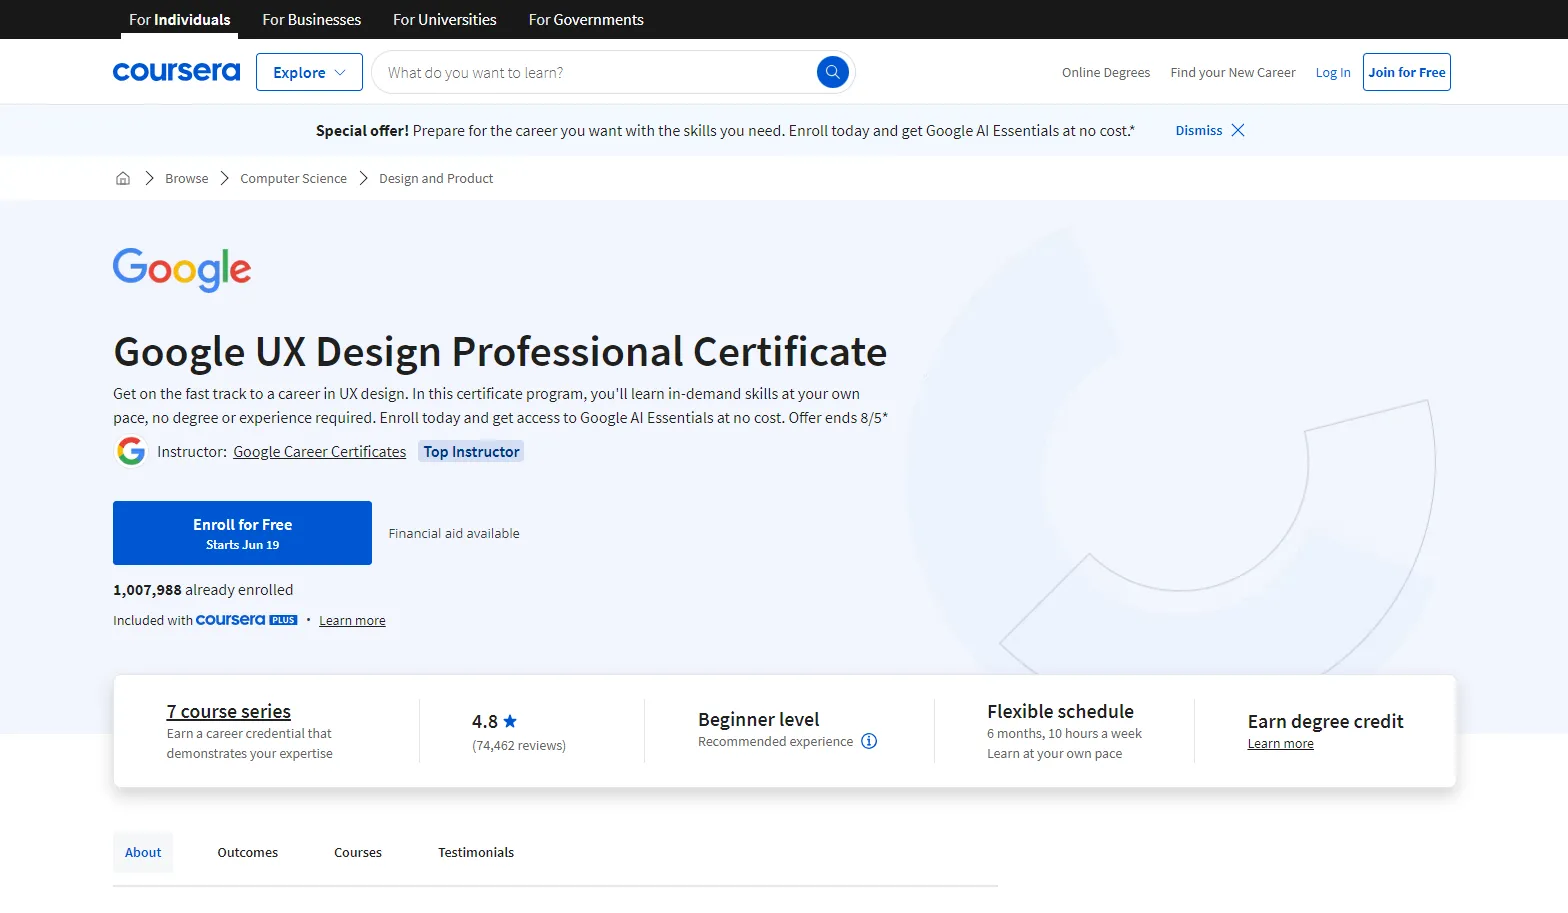 For Individuals For Businesses For Universities For Governments
coursera Explore What do you want to learn? Online Degrees Find your New Career Log In Join for Free
Special offer! Prepare for the career you want with the skills you need. Enroll today and get Google AI Essentials at no cost.* Dismiss
Browse Computer Science Design and Product
Google
Google UX Design Professional Certificate
Get on the fast track to a career in UX design. In this certificate program, you'll learn in-demand skills at your own
pace, no degree or experience required. Enroll today and get access to Google AI Essentials at no cost. Offer ends 8/5*
G Instructor: Google Career Certificates Top Instructor
Enroll for Free
Starts Jun 19
Financial aid available
1,007,988 already enrolled
Included with coursera PLUS • Learn more
7 course series
Earn a career credential that
demonstrates your expertise
4.8
(74,462 reviews)
Beginner level
Recommended experience
Flexible schedule
6 months, 10 hours a week
Learn at your own pace
Earn degree credit
Learn more
About Outcomes Courses Testimonials